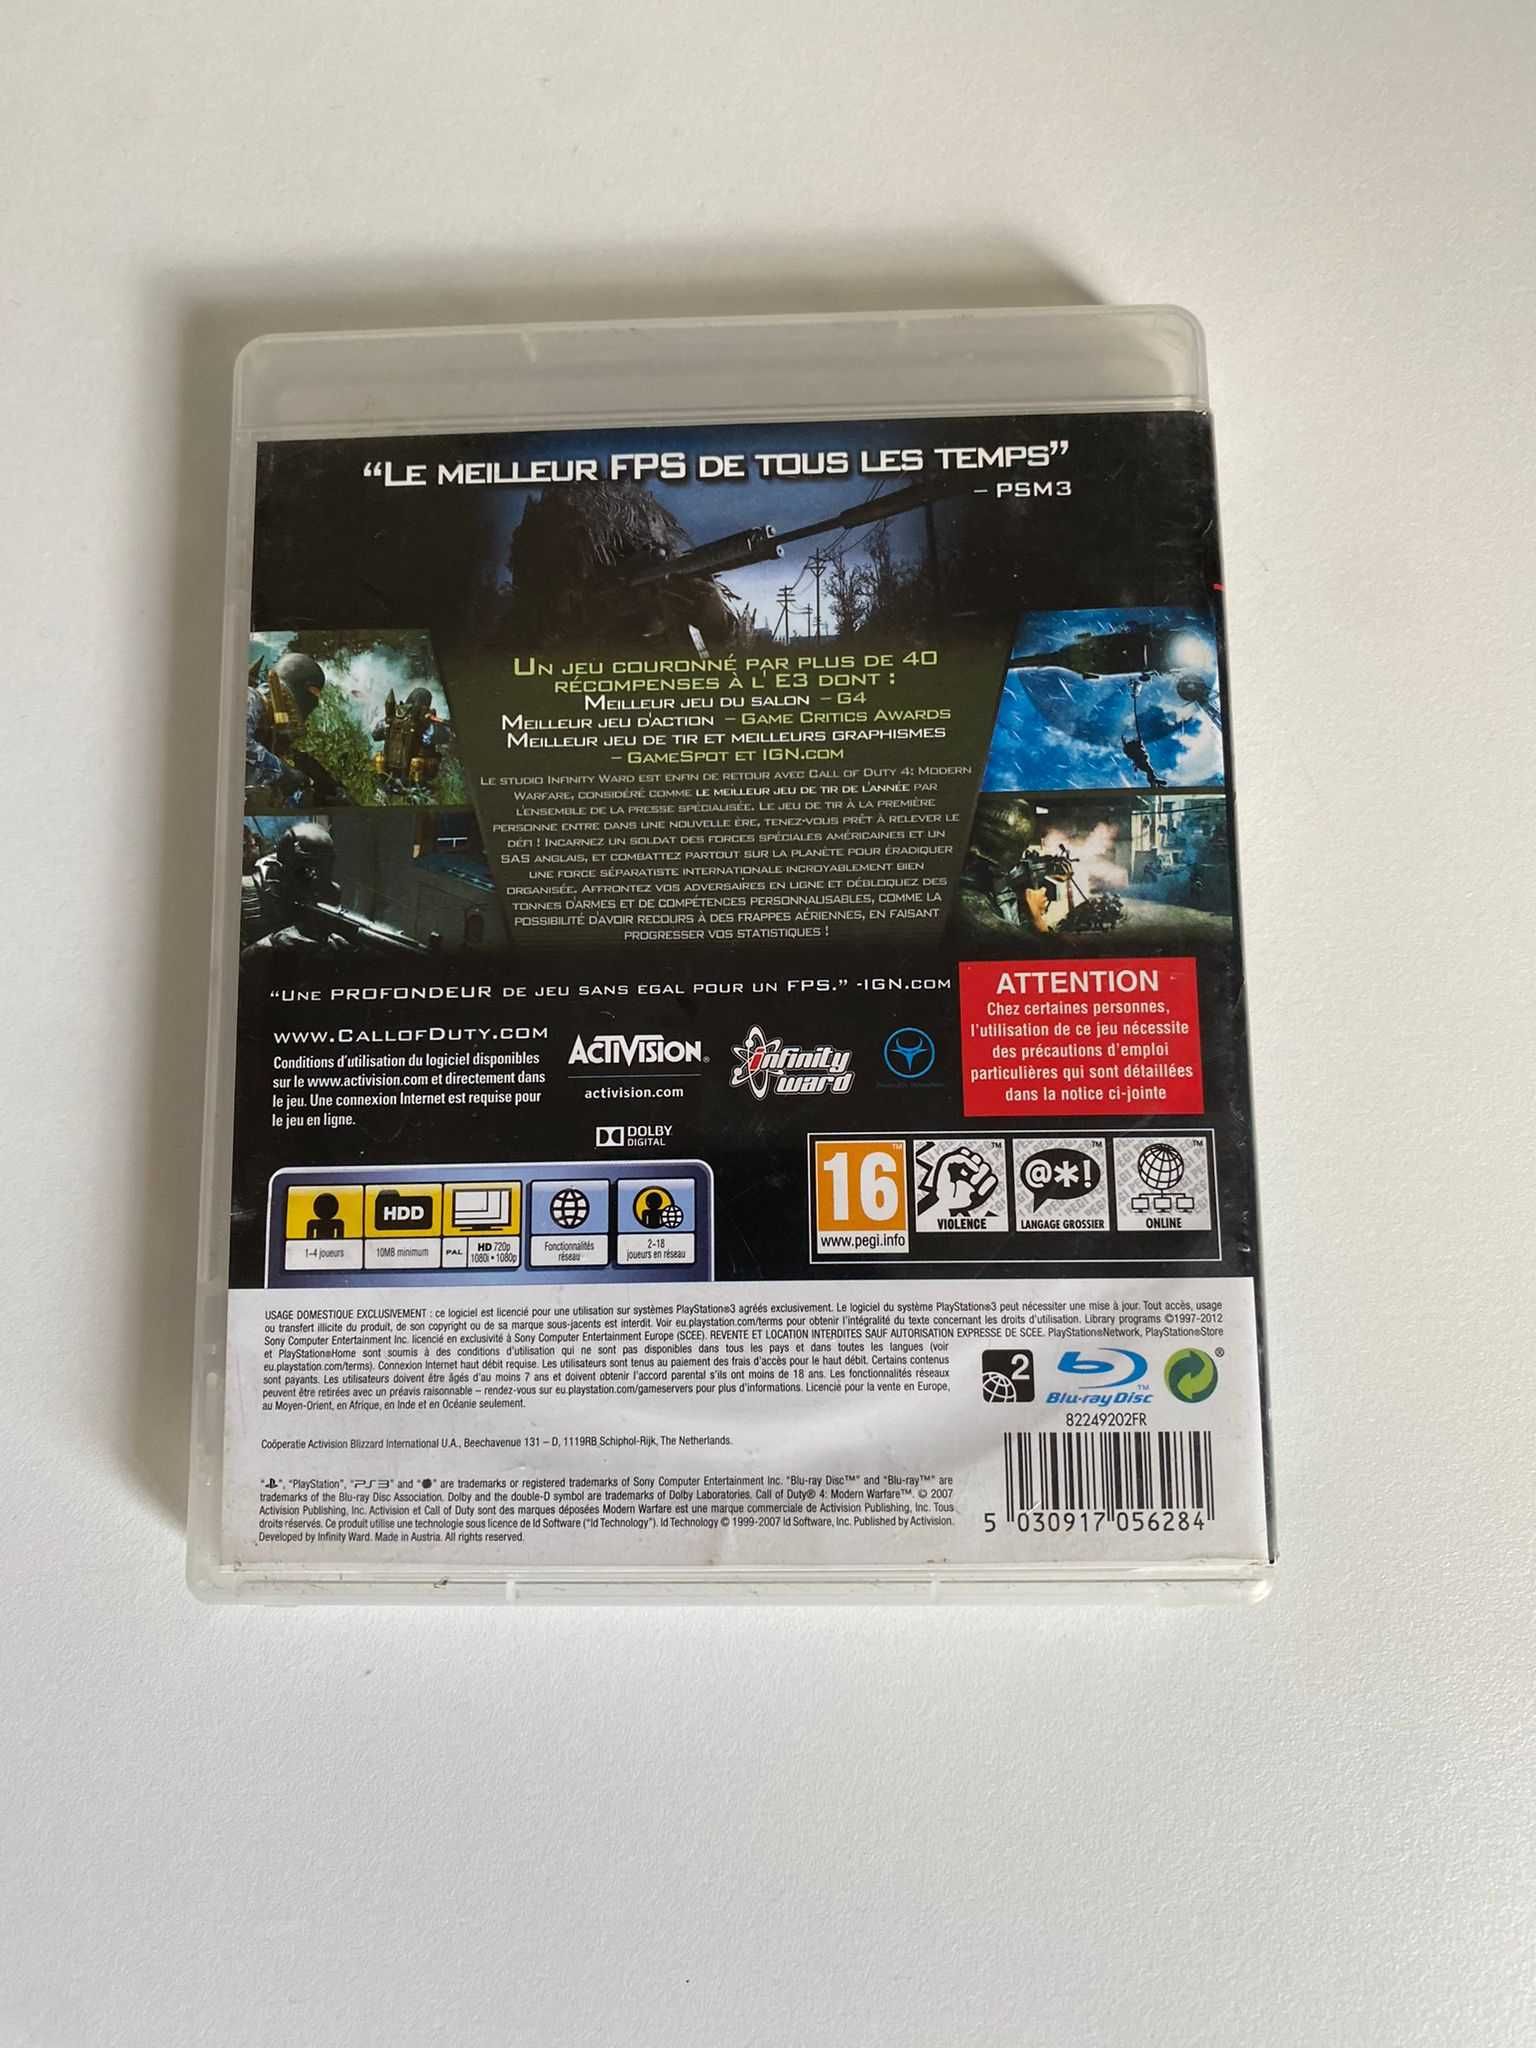 “LE MEILLEUR FPS DE TOUS LES TEMPS”
– PSM3
UN JEU COURONNÉ PAR PLUS DE 40
RÉCOMPENSES À L' E3 DONT :
MEILLEUR JEU DU SALON – G4
MEILLEUR JEU D'ACTION – GAME CRITICS AWARDS
MEILLEUR JEU DE TIR ET MEILLEURS GRAPHISMES
– GAMESPOT ET IGN.COM
LE STUDIO INFINITY WARD EST ENFIN DE RETOUR AVEC CALL OF DUTY 4: MODERN
WARFARE, CONSIDÉRÉ COMME LE MEILLEUR JEU DE TIR DE L'ANNÉE PAR
L'ENSEMBLE DE LA PRESSE SPÉCIALISÉE. LE JEU DE TIR À LA PREMIÈRE
PERSONNE ENTRE DANS UNE NOUVELLE ÈRE, TENEZ-VOUS PRÊT À RELEVER LE
DÉFI ! INCARNEZ UN SOLDAT DES FORCES SPÉCIALES AMÉRICAINES ET UN
SAS ANGLAIS, ET COMBATTEZ PARTOUT SUR LA PLANÈTE POUR ÉRADIQUER
UNE FORCE SÉPARATISTE INTERNATIONALE INCROYABLEMENT BIEN
ORGANISÉE. AFFRONTEZ VOS ADVERSAIRES EN LIGNE ET DÉBLOQUEZ DES
TONNES D'ARMES ET DE COMPÉTENCES PERSONNALISABLES, COMME LA
POSSIBILITÉ D'AVOIR RECOURS À DES FRAPPES AÉRIENNES, EN FAISANT
PROGRESSER VOS STATISTIQUES !
“UNE PROFONDEUR DE JEU SANS EGAL POUR UN FPS.” -IGN.COM
ATTENTION
Chez certaines personnes,
l'utilisation de ce jeu nécessite
des précautions d'emploi
particulières qui sont détaillées
dans la notice ci-jointe
WWW.CALLOFDUTY.COM
Conditions d'utilisation du logiciel disponibles
sur le www.activision.com et directement dans
le jeu. Une connexion Internet est requise pour
le jeu en ligne.
ACTIVISION®
activision.com
infinity
ward
DOLBY
DIGITAL
1-4 joueurs
HDD
10MB minimum
PAL
HD 720p
1080i • 1080p
Fonctionnalités
réseau
2-18
joueurs en réseau
16
www.pegi.info
VIOLENCE
@*!
LANGAGE GROSSIER
ONLINE
USAGE DOMESTIQUE EXCLUSIVEMENT : ce logiciel est licencié pour une utilisation sur systèmes PlayStation®3 agréés exclusivement. Le logiciel du système PlayStation®3 peut nécessiter une mise à jour. Tout accès, usage
ou transfert illicite du produit, de son copyright ou de sa marque sous-jacents est interdit. Voir eu.playstation.com/terms pour obtenir l'intégralité du texte concernant les droits d'utilisation. Library programs ©1997-2012
Sony Computer Entertainment Inc. licencié en exclusivité à Sony Computer Entertainment Europe (SCEE). REVENTE ET LOCATION INTERDITES SAUF AUTORISATION EXPRESSE DE SCEE. PlayStation®Network, PlayStation®Store
et PlayStation®Home sont soumis à des conditions d'utilisation qui ne sont pas disponibles dans tous les pays et dans toutes les langues (voir
eu.playstation.com/terms). Connexion Internet haut débit requise. Les utilisateurs sont tenus au paiement des frais d'accès pour le haut débit. Certains contenus
sont payants. Les utilisateurs doivent être âgés d'au moins 7 ans et doivent obtenir l'accord parental s'ils ont moins de 18 ans. Les fonctionnalités réseaux
peuvent être retirées avec un préavis raisonnable – rendez-vous sur eu.playstation.com/gameservers pour plus d'informations. Licencié pour la vente en Europe,
au Moyen-Orient, en Afrique, en Inde et en Océanie seulement.
2
Blu-ray Disc
®
82249202FR
Coöperatie Activision Blizzard International U.A., Beechavenue 131 – D, 1119RB Schiphol-Rijk, The Netherlands.
“ ”, “PlayStation”, “PS3” and “ ” are trademarks or registered trademarks of Sony Computer Entertainment Inc. “Blu-ray Disc™” and “Blu-ray™” are
trademarks of the Blu-ray Disc Association. Dolby and the double-D symbol are trademarks of Dolby Laboratories. Call of Duty® 4: Modern Warfare™. © 2007
Activision Publishing, Inc. Activision et Call of Duty sont des marques déposées Modern Warfare est une marque commerciale de Activision Publishing, Inc. Tous
droits réservés. Ce produit utilise une technologie sous licence de Id Software (“Id Technology”). Id Technology © 1999-2007 Id Software, Inc. Published by Activision.
Developed by Infinity Ward. Made in Austria. All rights reserved.
5 030917 056284